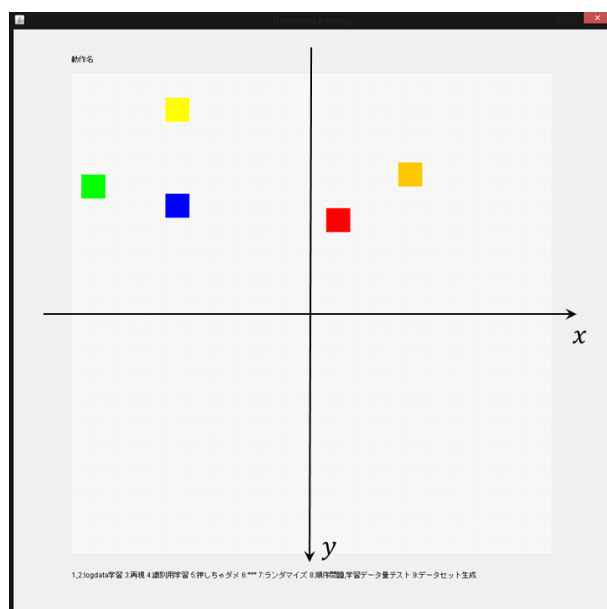 IntentionLearning
動作名
x
y
1,2:logdata学習 3:再現 4:識別用学習 5:押しちゃダメ 6:*** 7:ランダマイズ 8:順序問題,学習データ量テスト 9:データセット生成